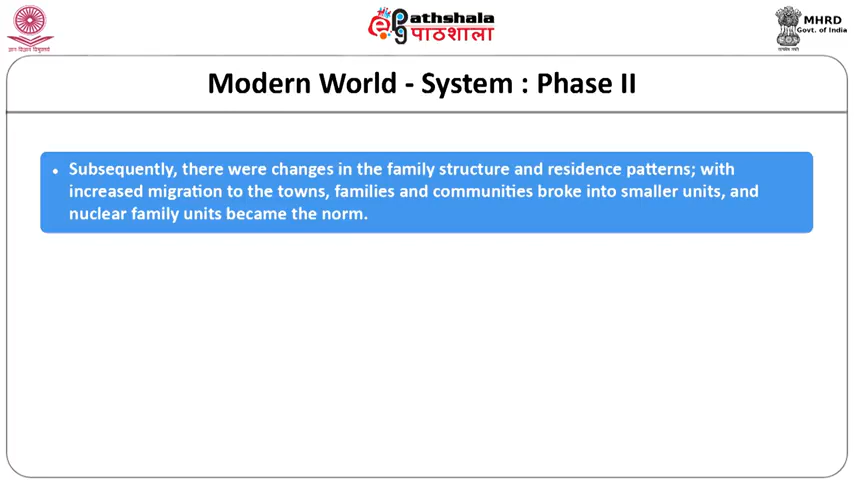 ePathshala
पाठशाला
MHRD
Govt. of India
Modern World - System : Phase II
• Subsequently, there were changes in the family structure and residence patterns; with
increased migration to the towns, families and communities broke into smaller units, and
nuclear family units became the norm.